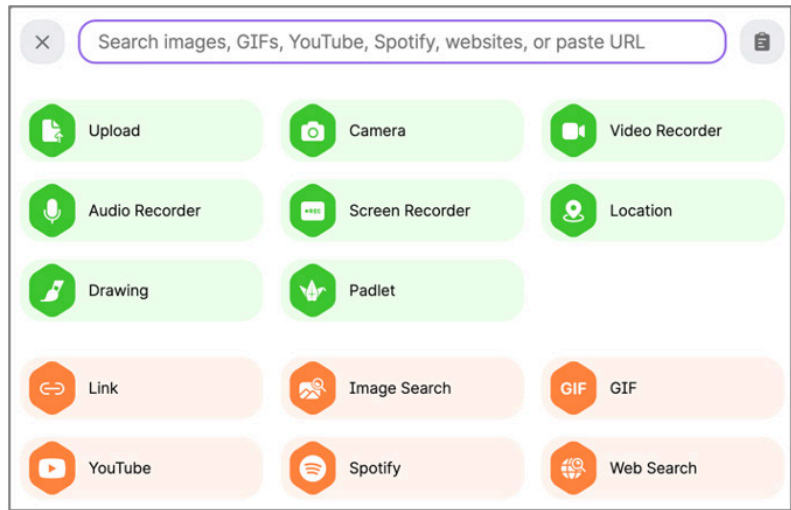 Search images, GIFs, YouTube, Spotify, websites, or paste URL
Upload
Camera
Video Recorder
Audio Recorder
•REC
Screen Recorder
Location
Drawing
Padlet
Link
Image Search
GIF
GIF
YouTube
Spotify
Web Search